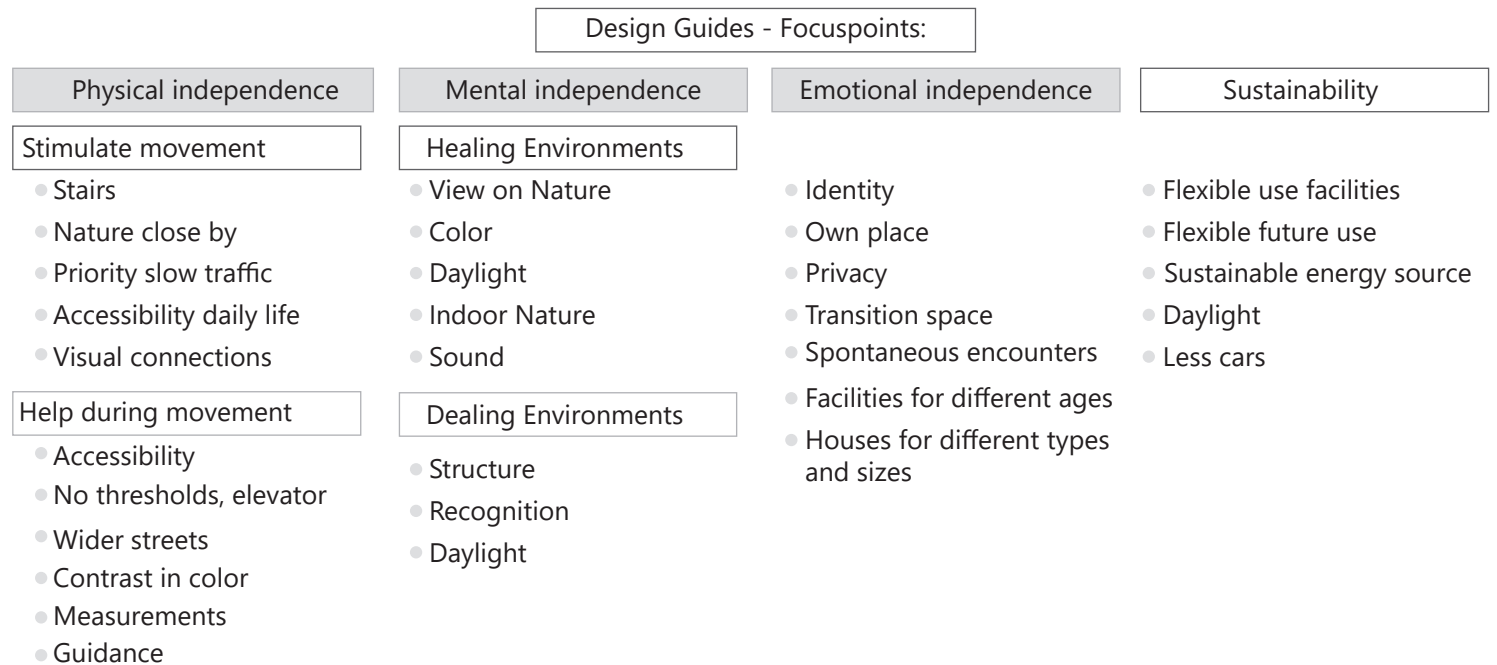 Design Guides - Focuspoints:
Physical independence
Stimulate movement
Stairs
Nature close by
Priority slow traffic
Accessibility daily life
Visual connections
Help during movement
Accessibility
No thresholds, elevator
Wider streets
Contrast in color
Measurements
Guidance
Mental independence
Healing Environments
View on Nature
Color
Daylight
Indoor Nature
Sound
Dealing Environments
Structure
Recognition
Daylight
Emotional independence
Identity
Own place
Privacy
Transition space
Spontaneous encounters
Facilities for different ages
Houses for different types
and sizes
Sustainability
Flexible use facilities
Flexible future use
Sustainable energy source
Daylight
Less cars